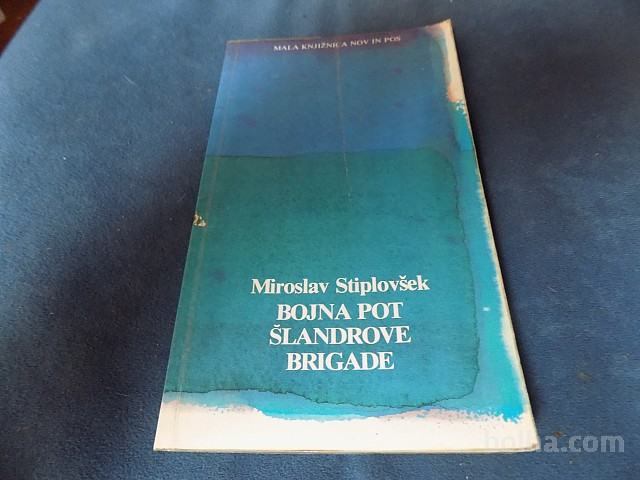 MALA KNJIŽNICA NOV IN POS
Miroslav Stiplovšek
BOJNA POT
ŠLANDROVE
BRIGADE
bolha.com